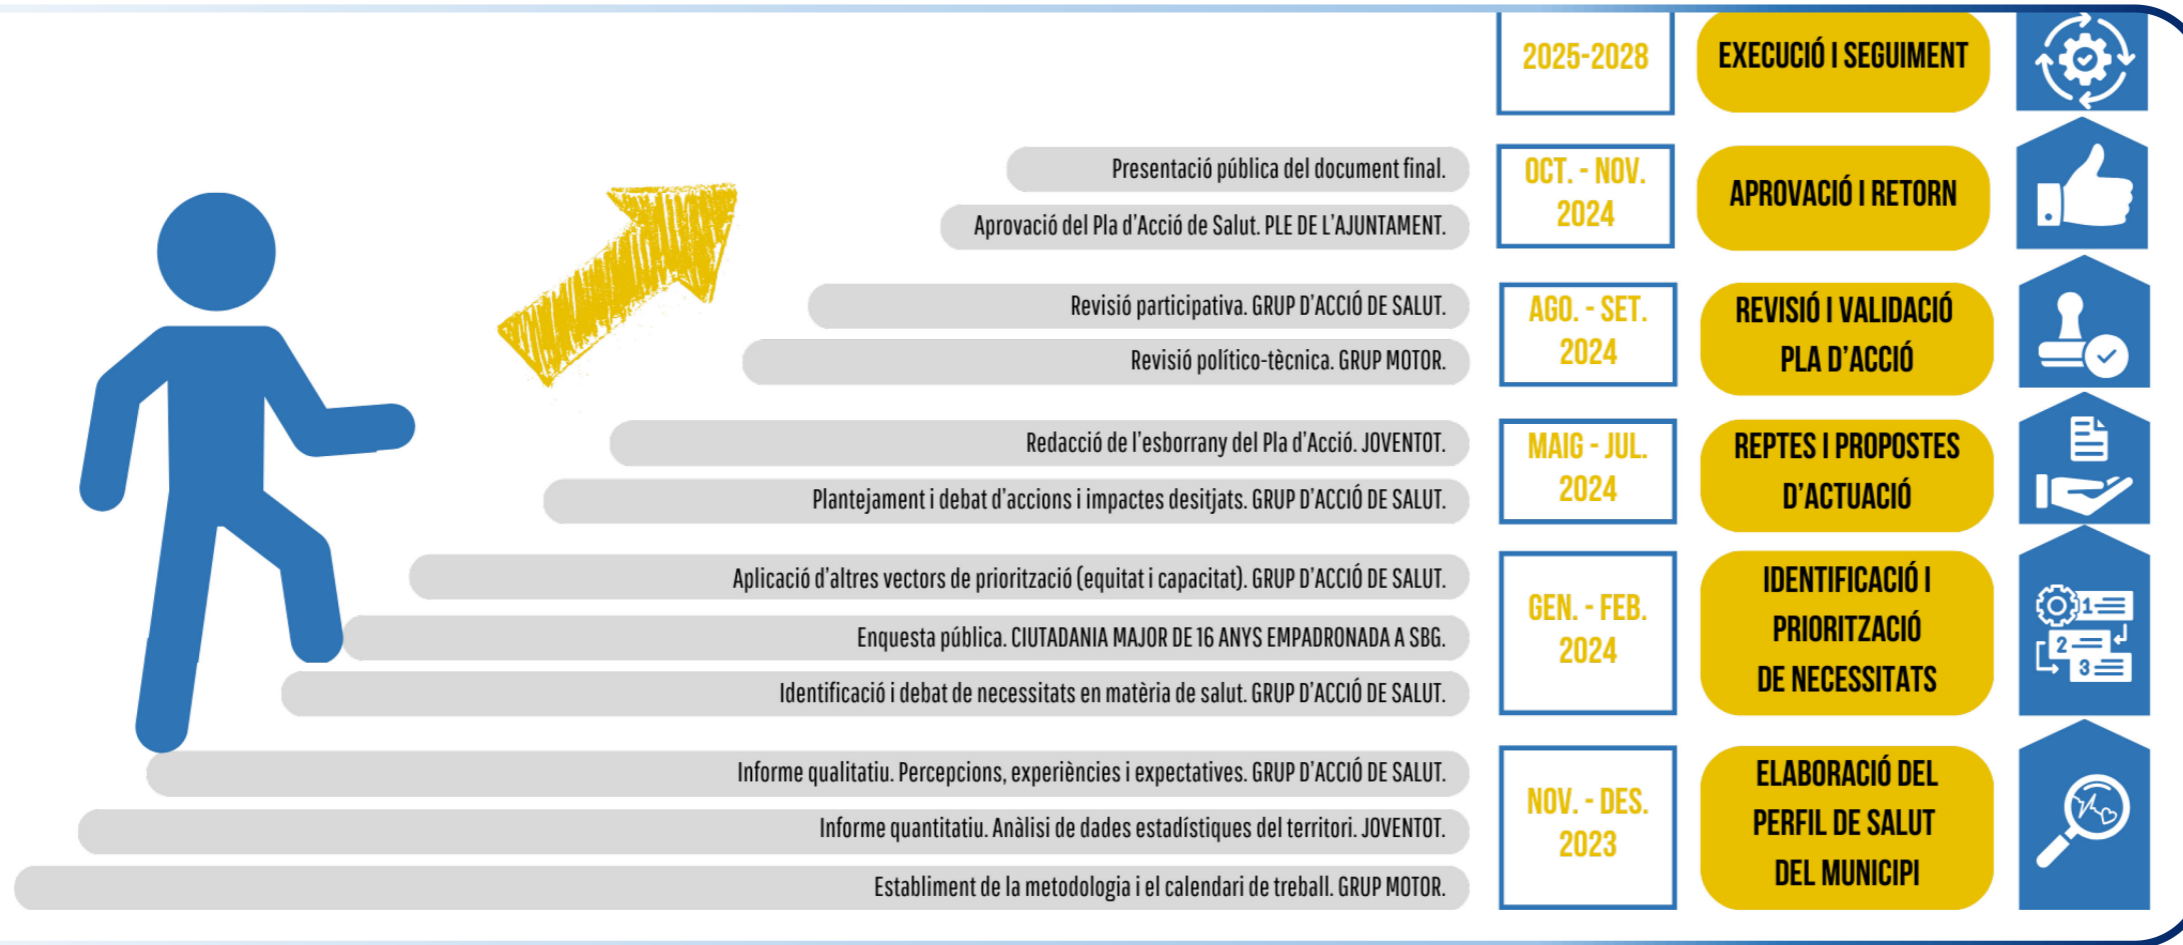 2025-2028
EXECUCIÓ I SEGUIMENT
Presentació pública del document final.
Aprovació del Pla d'Acció de Salut. PLE DE L'AJUNTAMENT.
OCT. - NOV.
2024
APROVACIÓ I RETORN
Revisió participativa. GRUP D'ACCIÓ DE SALUT.
Revisió político-tècnica. GRUP MOTOR.
AGO. - SET.
2024
REVISIÓ I VALIDACIÓ
PLA D'ACCIÓ
Redacció de l'esborrany del Pla d'Acció. JOVENTOT.
Plantejament i debat d'accions i impactes desitjats. GRUP D'ACCIÓ DE SALUT.
MAIG - JUL.
2024
REPTES I PROPOSTES
D'ACTUACIÓ
Aplicació d'altres vectors de priorització (equitat i capacitat). GRUP D'ACCIÓ DE SALUT.
Enquesta pública. CIUTADANIA MAJOR DE 16 ANYS EMPADRONADA A SBG.
Identificació i debat de necessitats en matèria de salut. GRUP D'ACCIÓ DE SALUT.
GEN. - FEB.
2024
IDENTIFICACIÓ I
PRIORITZACIÓ
DE NECESSITATS
1
2
3
Informe qualitatiu. Percepcions, experiències i expectatives. GRUP D'ACCIÓ DE SALUT.
Informe quantitatiu. Anàlisi de dades estadístiques del territori. JOVENTOT.
Establiment de la metodologia i el calendari de treball. GRUP MOTOR.
NOV. - DES.
2023
ELABORACIÓ DEL
PERFIL DE SALUT
DEL MUNICIPI